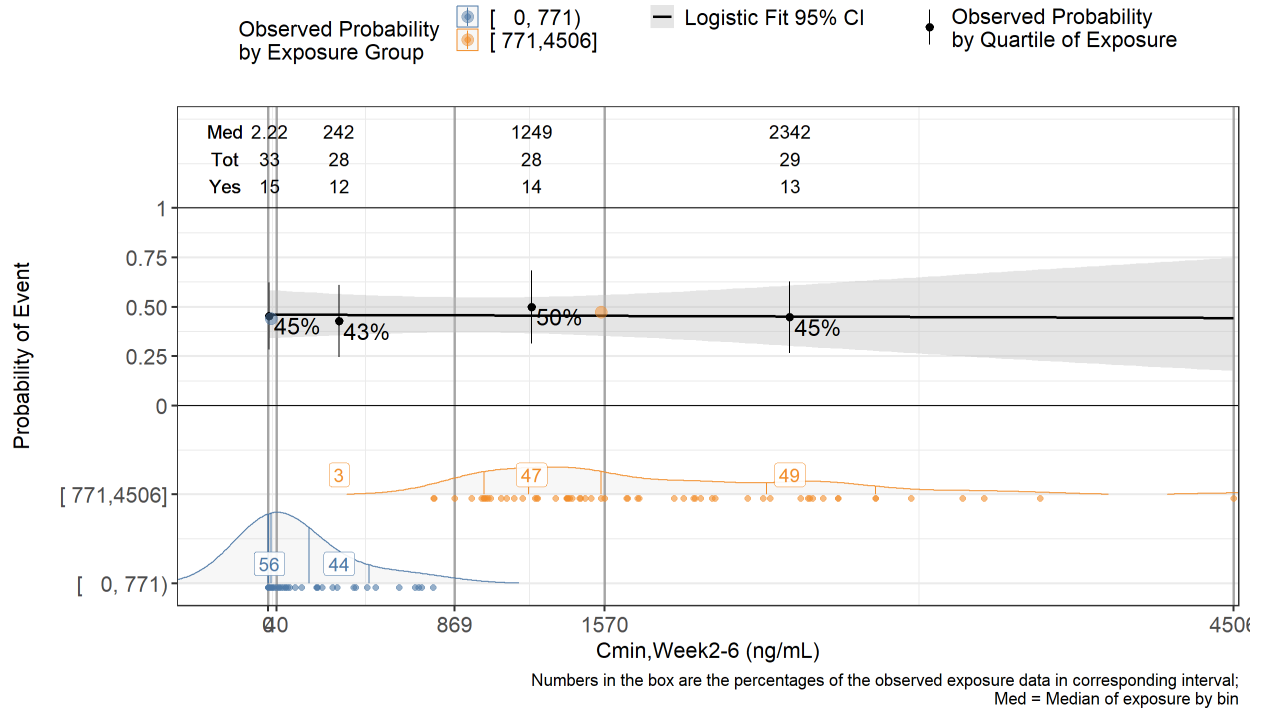 Observed Probability
by Exposure Group
[   0, 771)
[ 771,4506]
Logistic Fit 95% CI
Observed Probability
by Quartile of Exposure
Med 2.22 242 1249 2342
Tot 33 28 28 29
Yes 15 12 14 13
1
0.75
0.50
0.25
0
Probability of Event
45%
43%
50%
45%
[ 771,4506]
3
47
49
[   0, 771)
56
44
0 40 869 1570 4506
Cmin,Week2-6 (ng/mL)
Numbers in the box are the percentages of the observed exposure data in corresponding interval;
Med = Median of exposure by bin